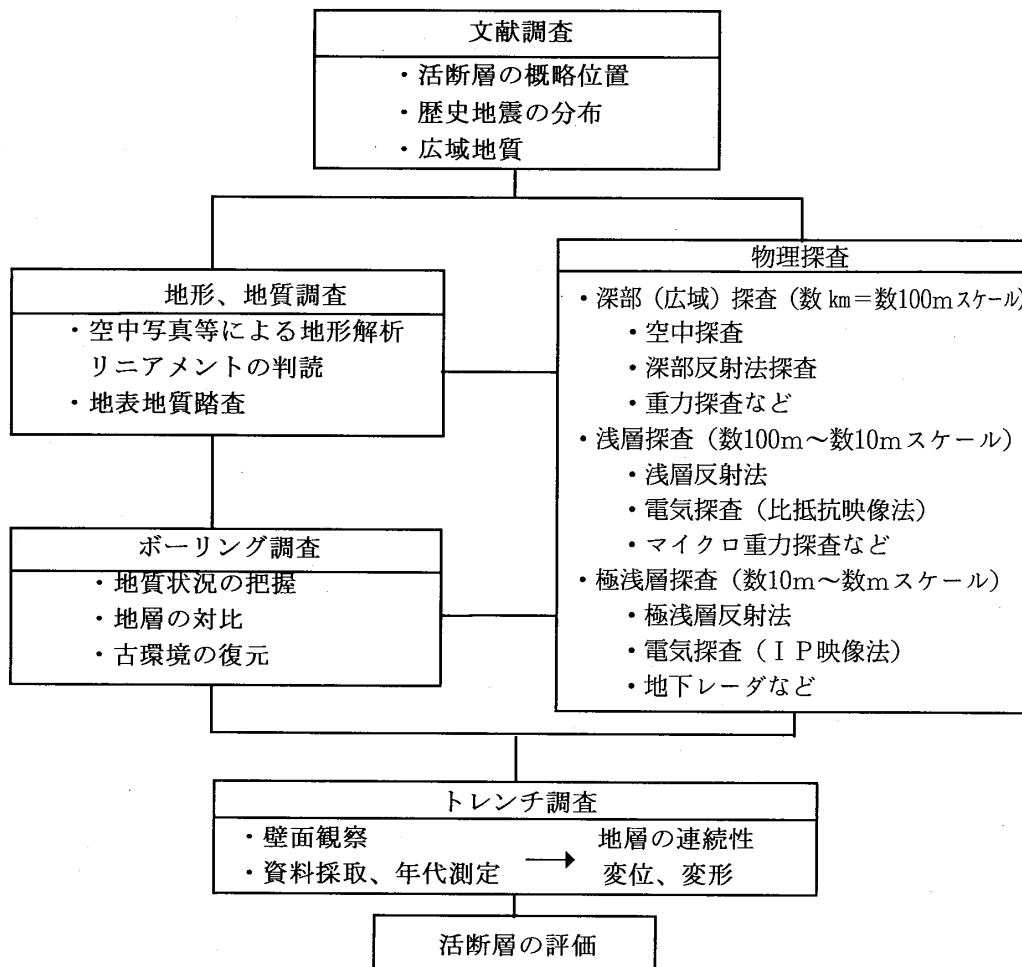 文献調査
・活断層の概略位置
・歴史地震の分布
・広域地質
地形、地質調査
・空中写真等による地形解析
リニアメントの判読
・地表地質踏査
ボーリング調査
・地質状況の把握
・地層の対比
・古環境の復元
物理探査
・深部（広域）探査（数㎞＝数100ｍスケール）
・空中探査
・深部反射法探査
・重力探査など
・浅層探査（数100ｍ～数10ｍスケール）
・浅層反射法
・電気探査（比抵抗映像法）
・マイクロ重力探査など
・極浅層探査（数10ｍ～数ｍスケール）
・極浅層反射法
・電気探査（ＩＰ映像法）
・地下レーダなど
トレンチ調査
・壁面観察 地層の連続性
・資料採取、年代測定 → 変位、変形
活断層の評価